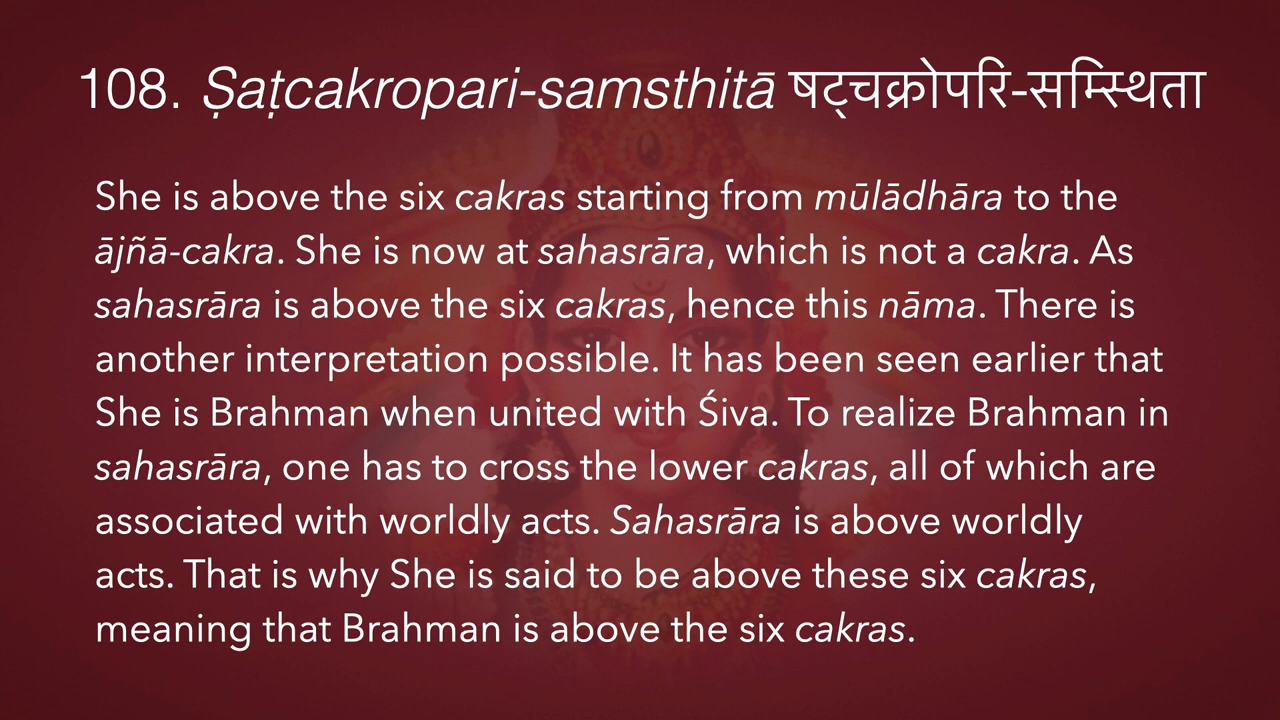 108. Ṣaṭcakropari-samsthitā षट्चक्रोपरि-सम्स्थिता
She is above the six cakras starting from mūlādhāra to the
ājñā-cakra. She is now at sahasrāra, which is not a cakra. As
sahasrāra is above the six cakras, hence this nāma. There is
another interpretation possible. It has been seen earlier that
She is Brahman when united with Śiva. To realize Brahman in
sahasrāra, one has to cross the lower cakras, all of which are
associated with worldly acts. Sahasrāra is above worldly
acts. That is why She is said to be above these six cakras,
meaning that Brahman is above the six cakras.